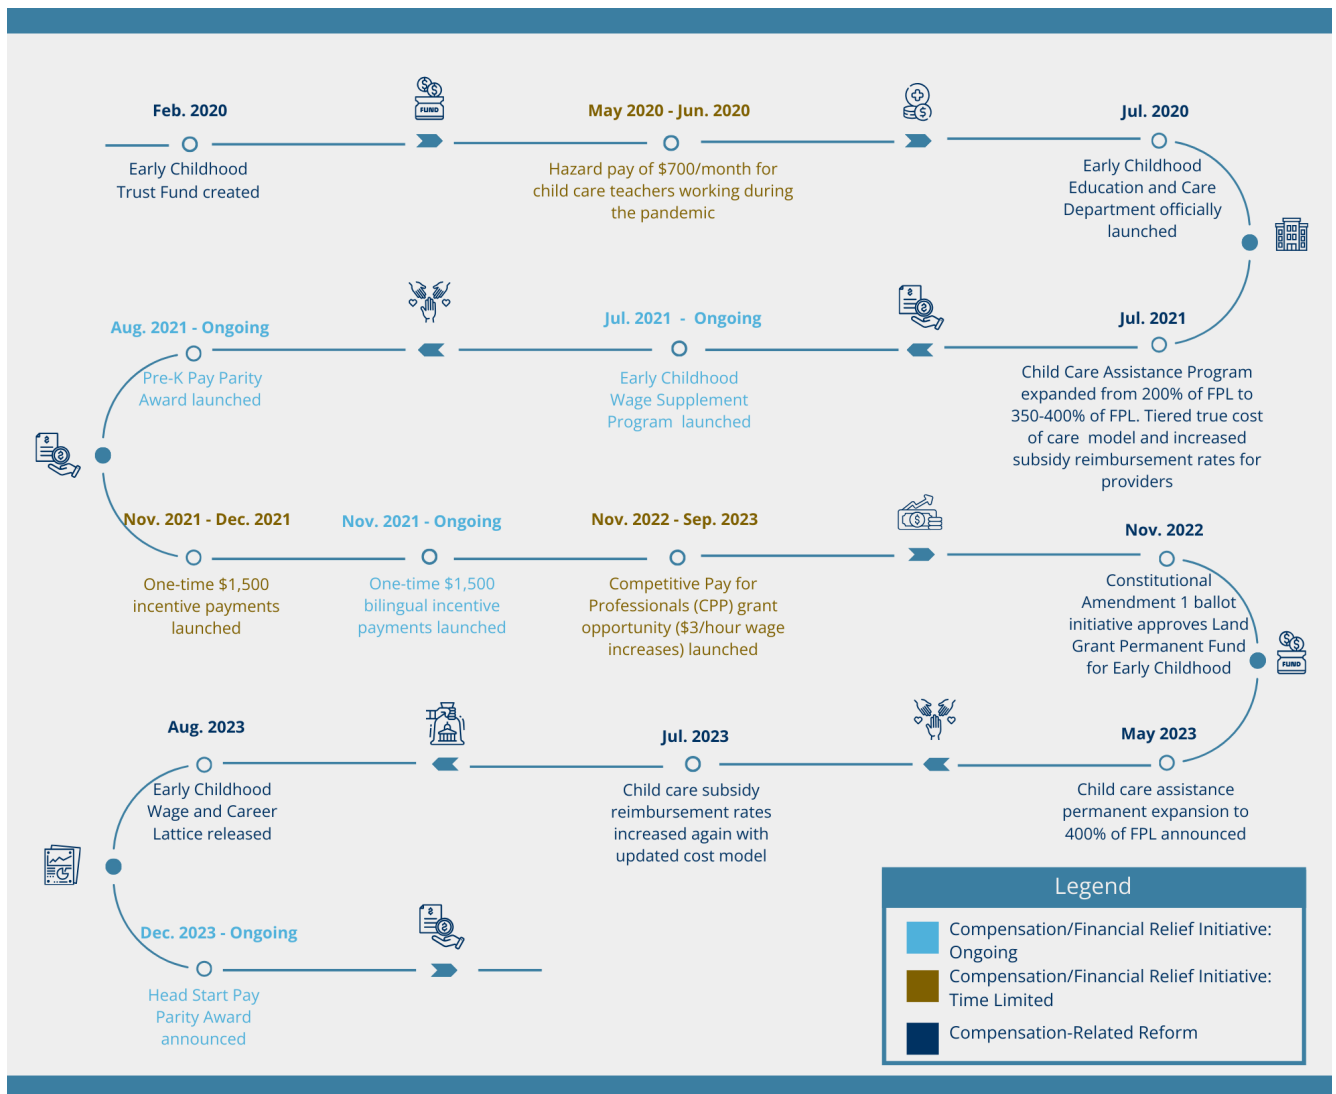 Feb. 2020
Early Childhood
Trust Fund created
FUND
May 2020 - Jun. 2020
Hazard pay of $700/month for
child care teachers working during
the pandemic
Jul. 2020
Early Childhood
Education and Care
Department officially
launched
Jul. 2021
Child Care Assistance Program
expanded from 200% of FPL to
350-400% of FPL. Tiered true cost
of care model and increased
subsidy reimbursement rates for
providers
Jul. 2021 - Ongoing
Early Childhood
Wage Supplement
Program launched
Aug. 2021 - Ongoing
Pre-K Pay Parity
Award launched
Nov. 2021 - Dec. 2021
One-time $1,500
incentive payments
launched
Nov. 2021 - Ongoing
One-time $1,500
bilingual incentive
payments launched
Nov. 2022 - Sep. 2023
Competitive Pay for
Professionals (CPP) grant
opportunity ($3/hour wage
increases) launched
Nov. 2022
Constitutional
Amendment 1 ballot
initiative approves Land
Grant Permanent Fund
for Early Childhood
FUND
May 2023
Child care assistance
permanent expansion to
400% of FPL announced
Jul. 2023
Child care subsidy
reimbursement rates
increased again with
updated cost model
Aug. 2023
Early Childhood
Wage and Career
Lattice released
Dec. 2023 - Ongoing
Head Start Pay
Parity Award
announced
Legend
Compensation/Financial Relief Initiative:
Ongoing
Compensation/Financial Relief Initiative:
Time Limited
Compensation-Related Reform